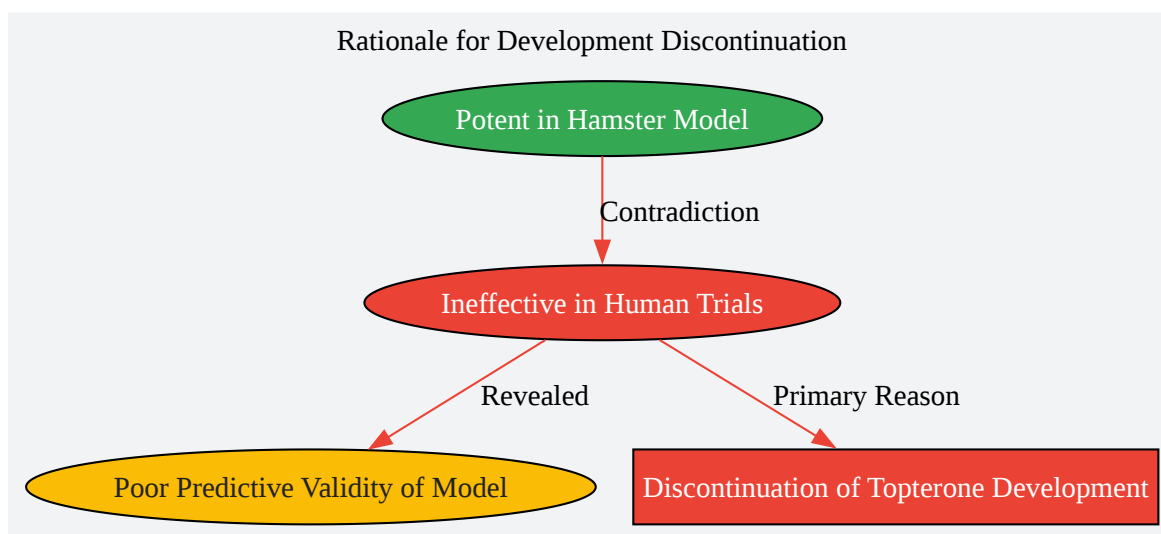 Rationale for Development Discontinuation
Potent in Hamster Model
Contradiction
Ineffective in Human Trials
Revealed
Primary Reason
Poor Predictive Validity of Model
Discontinuation of Topterone Development